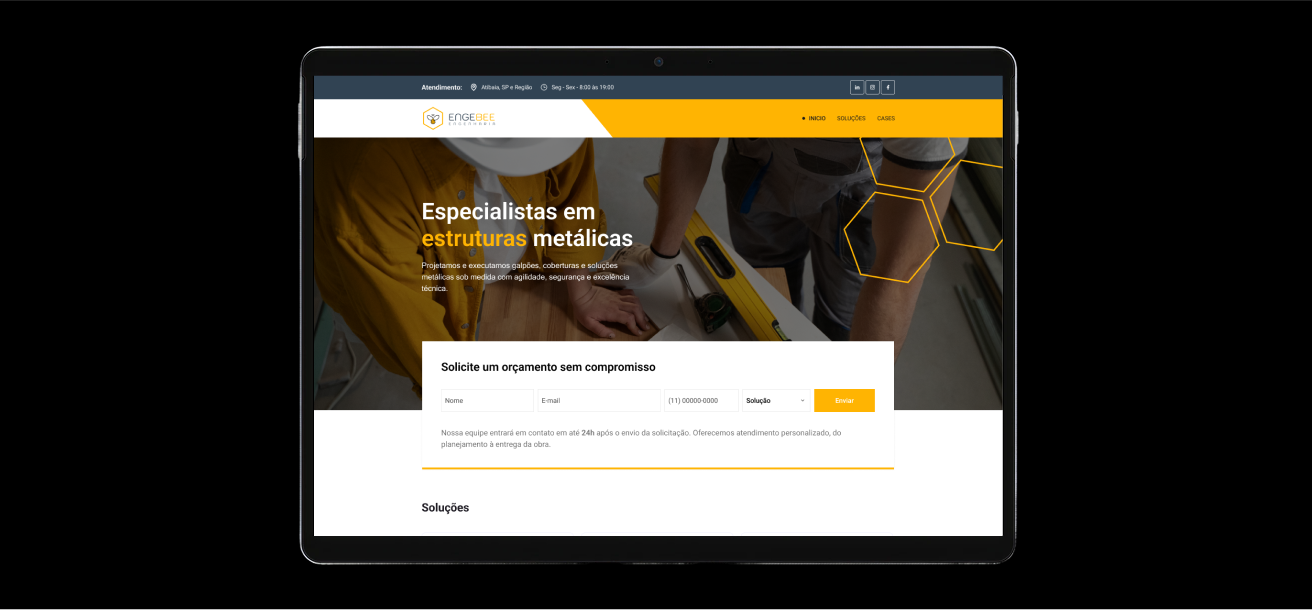 Atendimento: Atibaia, SP e Região Seg - Sex - 8:00 às 19:00
in f
ENGEBEE
ENGENHARIA
INICIO SOLUÇÕES CASES
Especialistas em
estruturas metálicas
Projetamos e executamos galpões, coberturas e soluções
metálicas sob medida com agilidade, segurança e excelência
técnica.
Solicite um orçamento sem compromisso
Nome E-mail (11) 00000-0000 Solução Enviar
Nossa equipe entrará em contato em até 24h após o envio da solicitação. Oferecemos atendimento personalizado, do
planejamento à entrega da obra.
Soluções